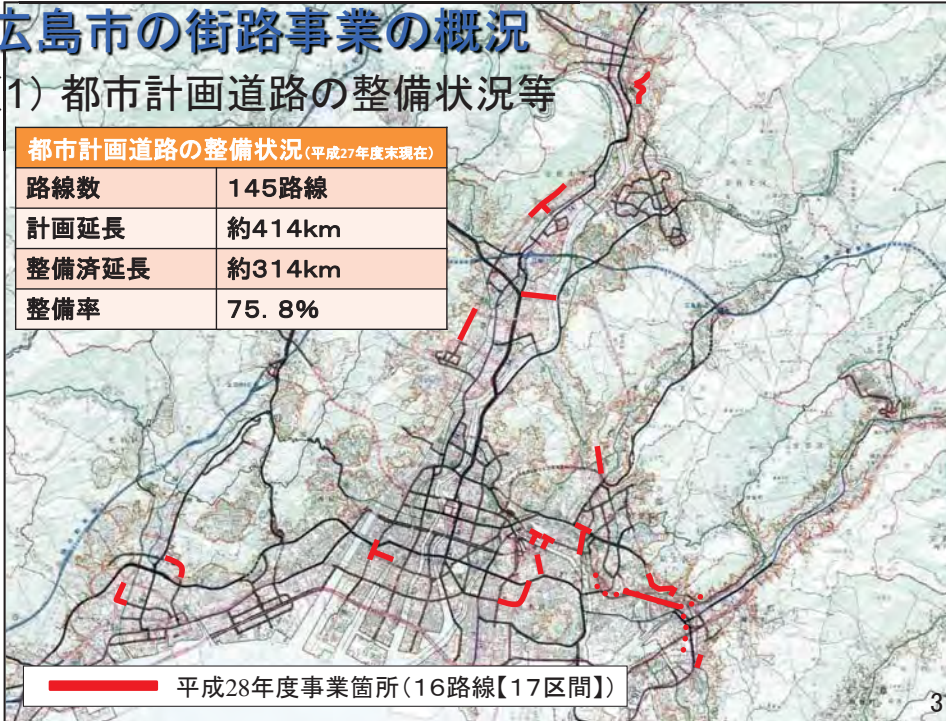 広島市の街路事業の概況
(1) 都市計画道路の整備状況等
都市計画道路の整備状況(平成27年度末現在)
路線数 145路線
計画延長 約414km
整備済延長 約314km
整備率 75.8%
平成28年度事業箇所(16路線【17区間】)
3